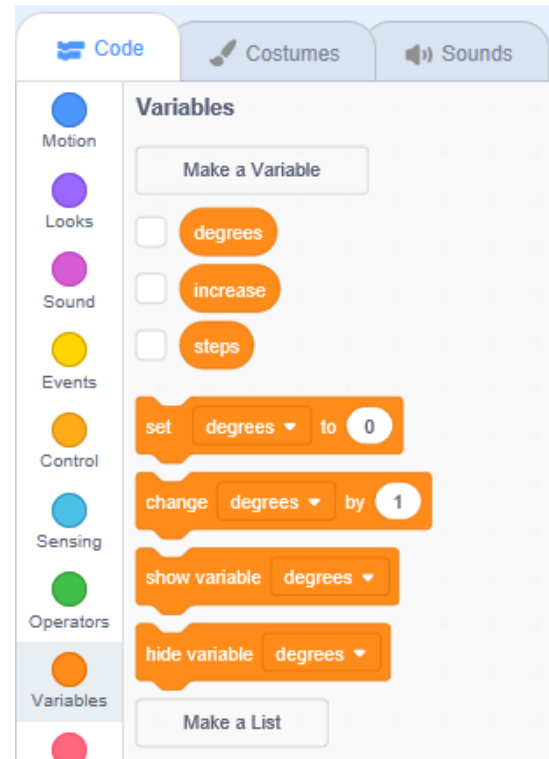 Code Costumes Sounds
Variables
Motion
Make a Variable
Looks
degrees
Sound
increase
steps
Events
set degrees to 0
Control
change degrees by 1
Sensing
show variable degrees
Operators
hide variable degrees
Variables
Make a List